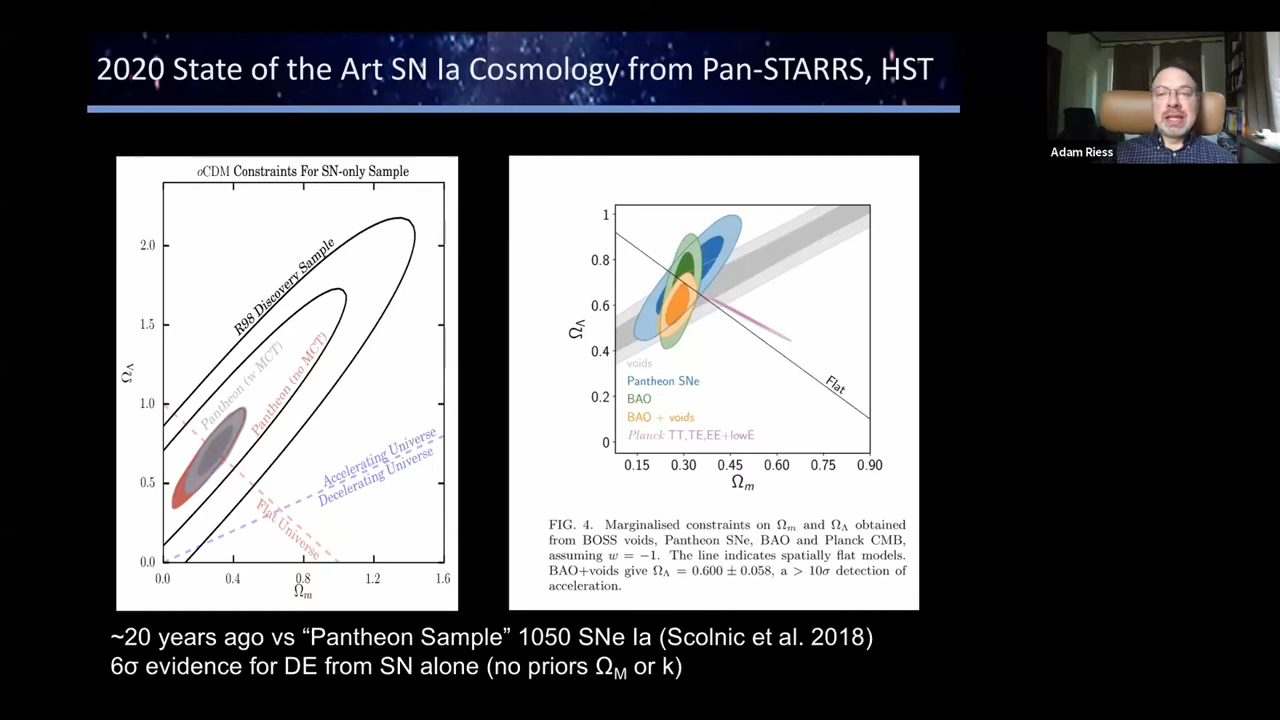 2020 State of the Art SN Ia Cosmology from Pan-STARRS, HST
Adam Riess
oCDM Constraints For SN-only Sample
R98 Discovery Sample
Pantheon (w MCT)
Pantheon (no MCT)
Accelerating Universe
Decelerating Universe
Flat Universe
ΩΛ
2.0
1.5
1.0
0.5
0.0
0.0 0.4 0.8 1.2 1.6
Ωm
ΩΛ
1
0.8
0.6
0.4
0.2
0
voids
Pantheon SNe
BAO
BAO + voids
Planck TT,TE,EE+lowE
Flat
0.15 0.30 0.45 0.60 0.75 0.90
Ωm
FIG. 4. Marginalised constraints on Ωm and ΩΛ obtained
from BOSS voids, Pantheon SNe, BAO and Planck CMB,
assuming w = −1. The line indicates spatially flat models.
BAO+voids give ΩΛ = 0.600 ± 0.058, a > 10σ detection of
acceleration.
~20 years ago vs “Pantheon Sample” 1050 SNe Ia (Scolnic et al. 2018)
6σ evidence for DE from SN alone (no priors ΩM or k)